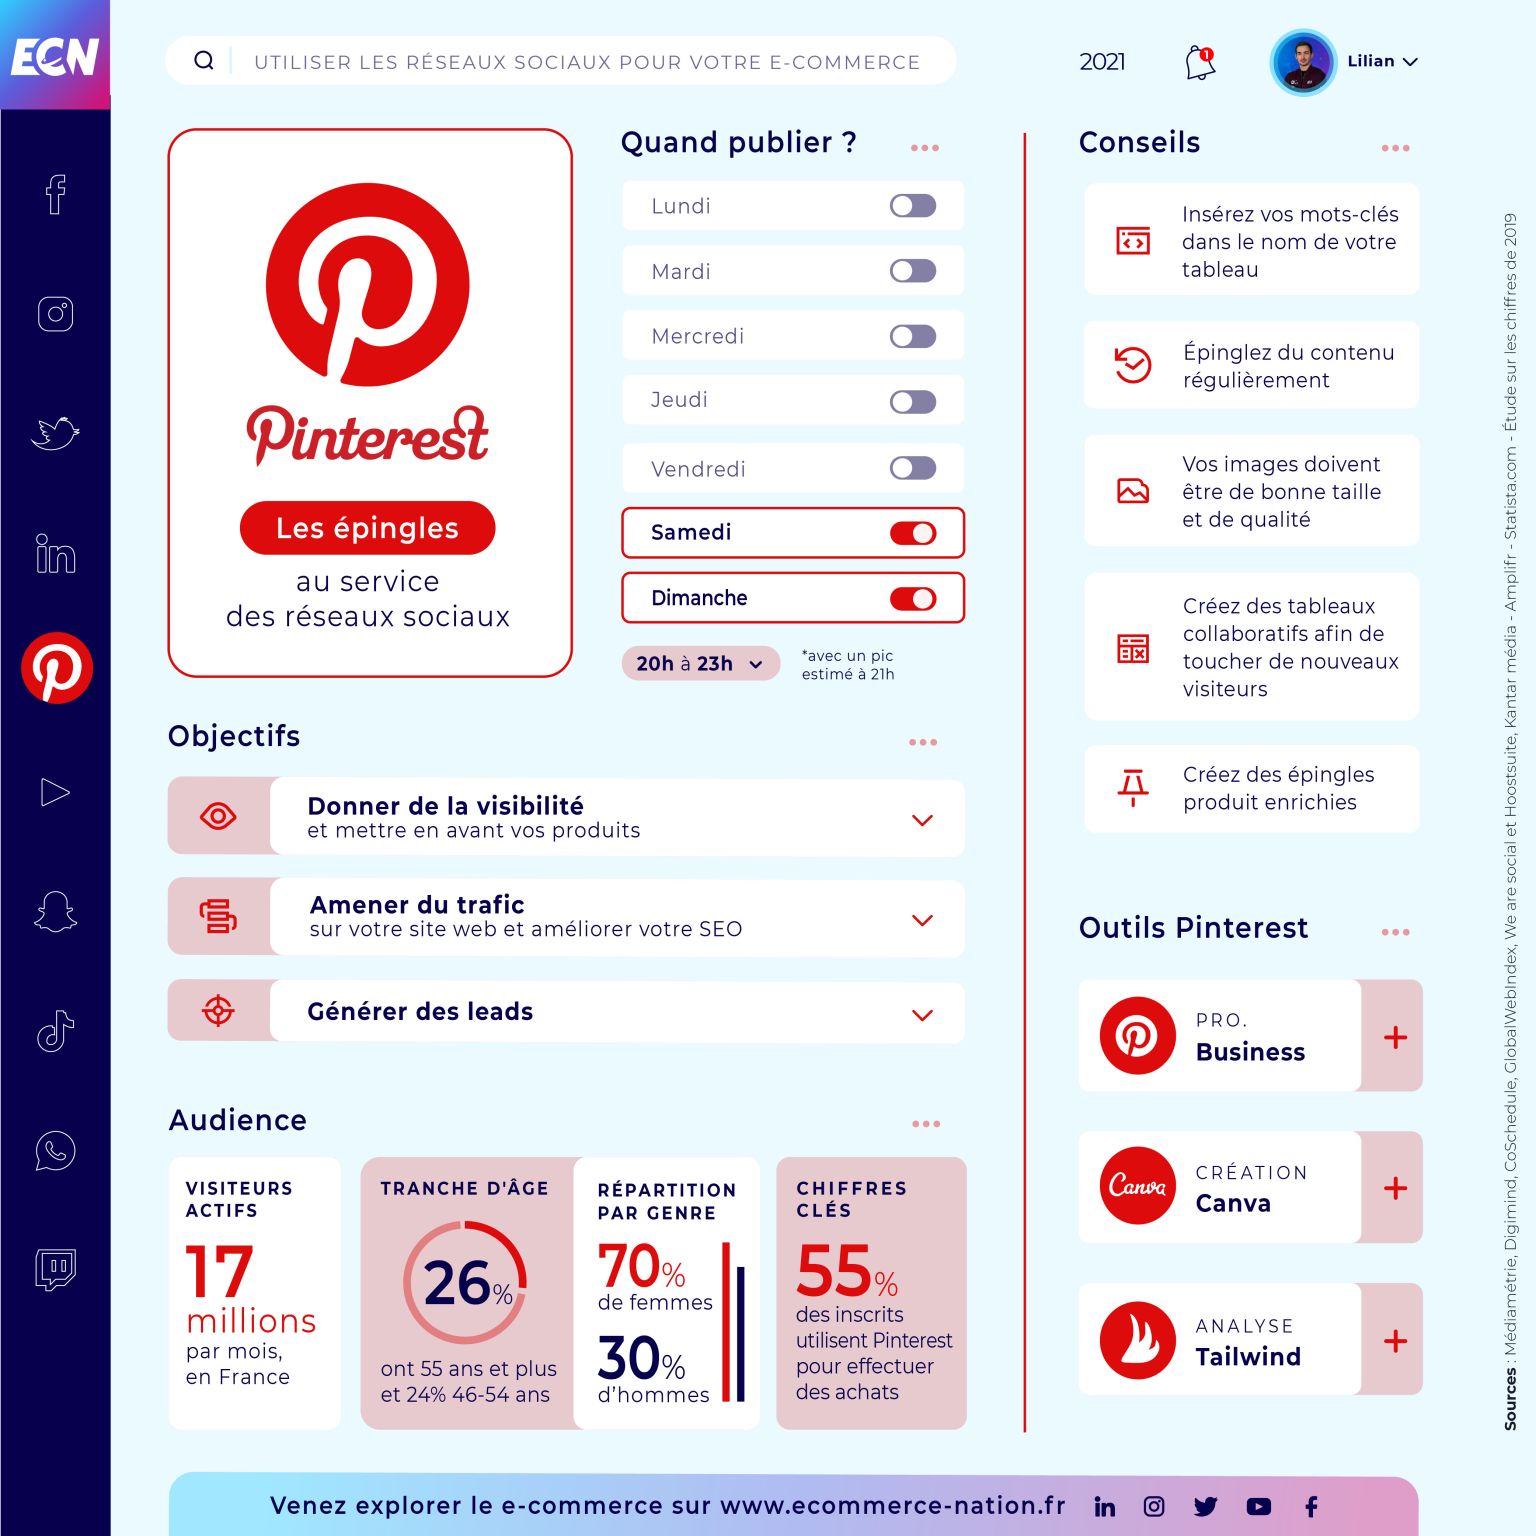 ECN
UTILISER LES RÉSEAUX SOCIAUX POUR VOTRE E-COMMERCE
2021
1
Lilian
Pinterest
Les épingles
au service
des réseaux sociaux
Quand publier ?
Lundi
Mardi
Mercredi
Jeudi
Vendredi
Samedi
Dimanche
20h à 23h
*avec un pic
estimé à 21h
Objectifs
Donner de la visibilité
et mettre en avant vos produits
Amener du trafic
sur votre site web et améliorer votre SEO
Générer des leads
Audience
VISITEURS
ACTIFS
17
millions
par mois,
en France
TRANCHE D'ÂGE
26%
ont 55 ans et plus
et 24% 46-54 ans
RÉPARTITION
PAR GENRE
70%
de femmes
30%
d'hommes
CHIFFRES
CLÉS
55%
des inscrits
utilisent Pinterest
pour effectuer
des achats
Conseils
Insérez vos mots-clés
dans le nom de votre
tableau
Épinglez du contenu
régulièrement
Vos images doivent
être de bonne taille
et de qualité
Créez des tableaux
collaboratifs afin de
toucher de nouveaux
visiteurs
Créez des épingles
produit enrichies
Outils Pinterest
PRO.
Business
Canva
CRÉATION
Canva
ANALYSE
Tailwind
Sources : Médiamétrie, Digimind, CoSchedule, GlobalWebIndex, We are social et Hoostsuite, Kantar média - Amplifr - Statista.com - Étude sur les chiffres de 2019
Venez explorer le e-commerce sur www.ecommerce-nation.fr